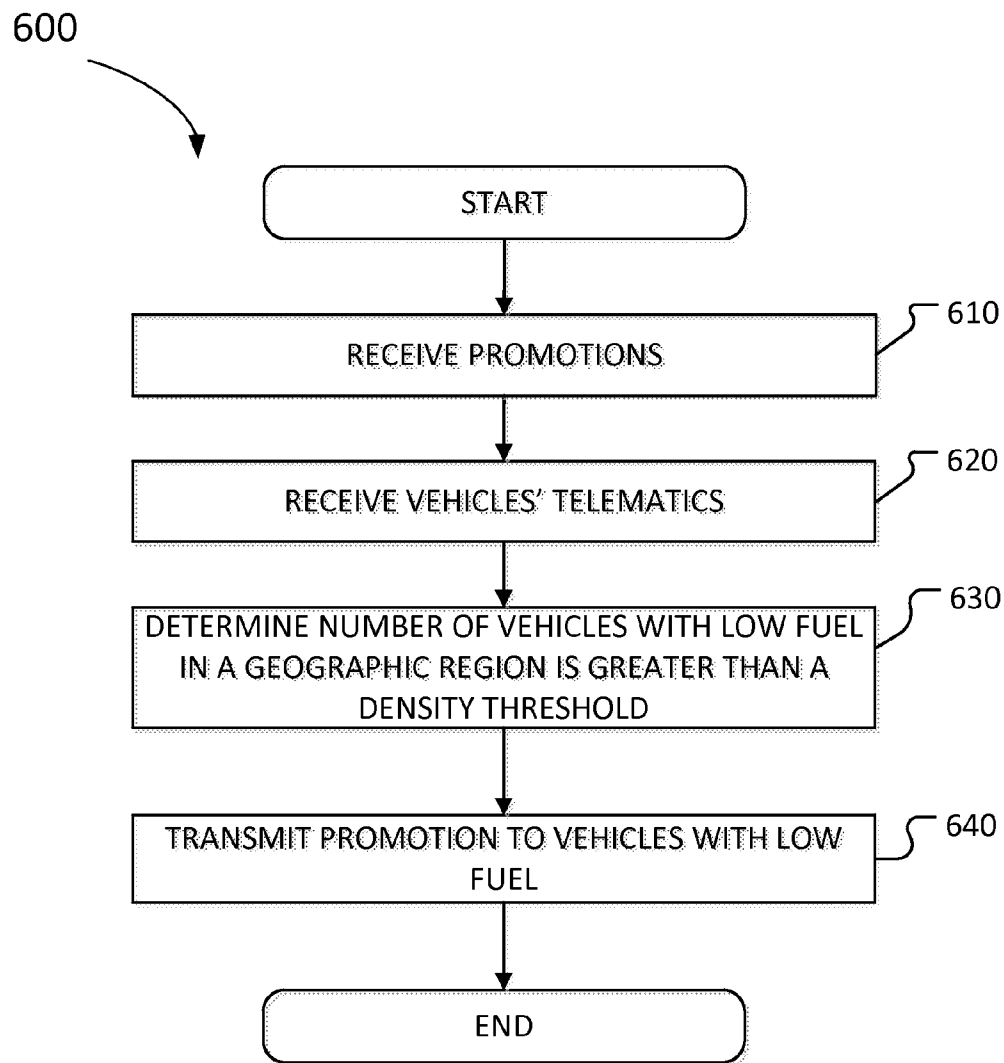 600
START
610
RECEIVE PROMOTIONS
620
RECEIVE VEHICLES' TELEMATICS
630
DETERMINE NUMBER OF VEHICLES WITH LOW FUEL
IN A GEOGRAPHIC REGION IS GREATER THAN A
DENSITY THRESHOLD
640
TRANSMIT PROMOTION TO VEHICLES WITH LOW
FUEL
END